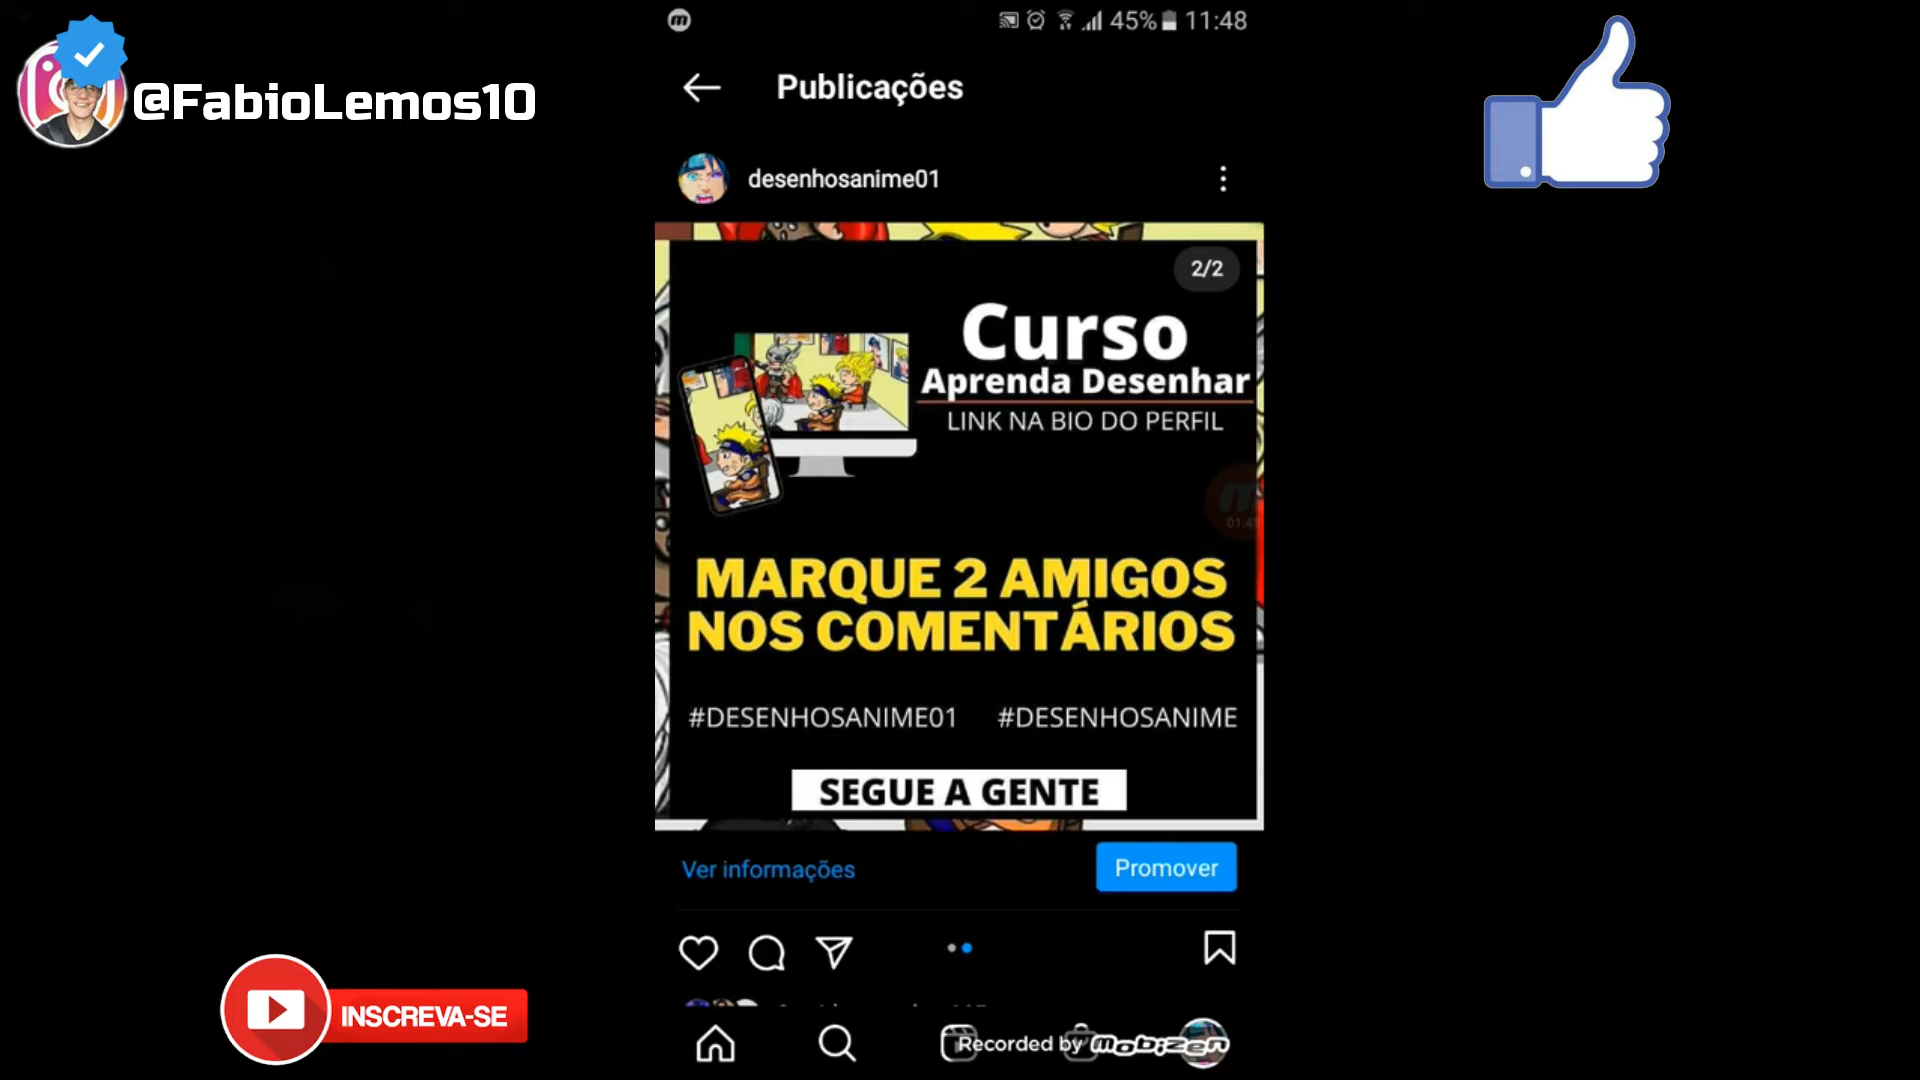 @FabioLemos10
45% 11:48
Publicações
desenhosanime01
2/2
Curso
Aprenda Desenhar
LINK NA BIO DO PERFIL
MARQUE 2 AMIGOS
NOS COMENTÁRIOS
#DESENHOSANIME01 #DESENHOSANIME
SEGUE A GENTE
Ver informações
Promover
INSCREVA-SE
Recorded by Mobizen